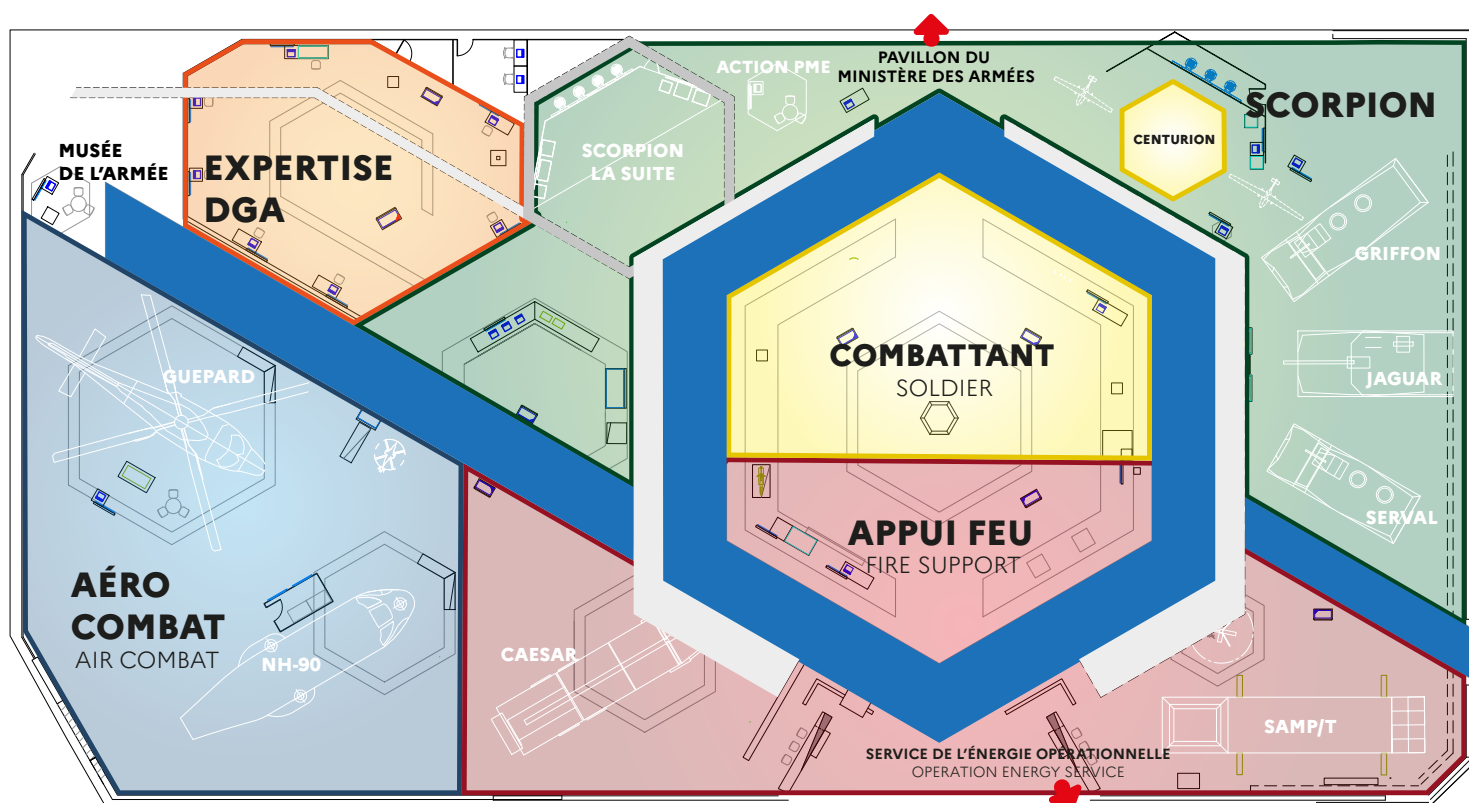 ACTION PME
PAVILLON DU
MINISTÈRE DES ARMÉES
SCORPION
CENTURION
MUSÉE
DE L'ARMÉE
EXPERTISE
DGA
SCORPION
LA SUITE
GRIFFON
GUEPARD
COMBATTANT
SOLDIER
JAGUAR
SERVAL
APPUI FEU
FIRE SUPPORT
AÉRO
COMBAT
AIR COMBAT
NH-90
CAESAR
SAMP/T
SERVICE DE L'ÉNERGIE OPÉRATIONNELLE
OPERATION ENERGY SERVICE